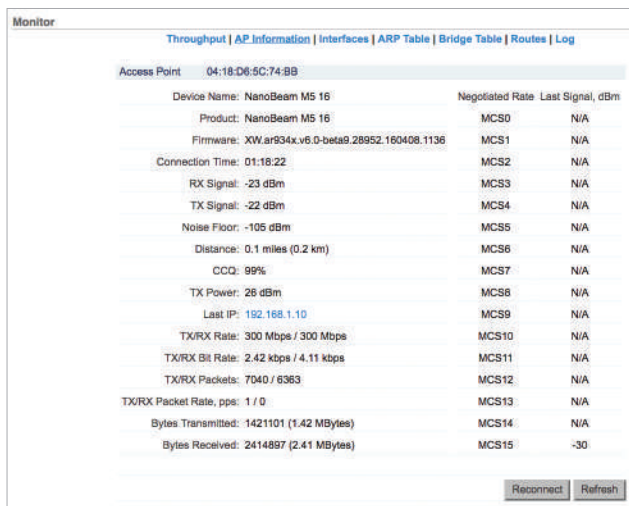 Monitor
Throughput | AP Information | Interfaces | ARP Table | Bridge Table | Routes | Log
Access Point 04:18:D6:5C:74:BB
Device Name: NanoBeam M5 16 Negotiated Rate Last Signal, dBm
Product: NanoBeam M5 16 MCS0 N/A
Firmware: XW.ar934x.v6.0-beta9.28952.160408.1136 MCS1 N/A
Connection Time: 01:18:22 MCS2 N/A
RX Signal: -23 dBm MCS3 N/A
TX Signal: -22 dBm MCS4 N/A
Noise Floor: -105 dBm MCS5 N/A
Distance: 0.1 miles (0.2 km) MCS6 N/A
CCQ: 99% MCS7 N/A
TX Power: 26 dBm MCS8 N/A
Last IP: 192.168.1.10 MCS9 N/A
TX/RX Rate: 300 Mbps / 300 Mbps MCS10 N/A
TX/RX Bit Rate: 2.42 kbps / 4.11 kbps MCS11 N/A
TX/RX Packets: 7040 / 6363 MCS12 N/A
TX/RX Packet Rate, pps: 1 / 0 MCS13 N/A
Bytes Transmitted: 1421101 (1.42 MBytes) MCS14 N/A
Bytes Received: 2414897 (2.41 MBytes) MCS15 -30
Reconnect Refresh